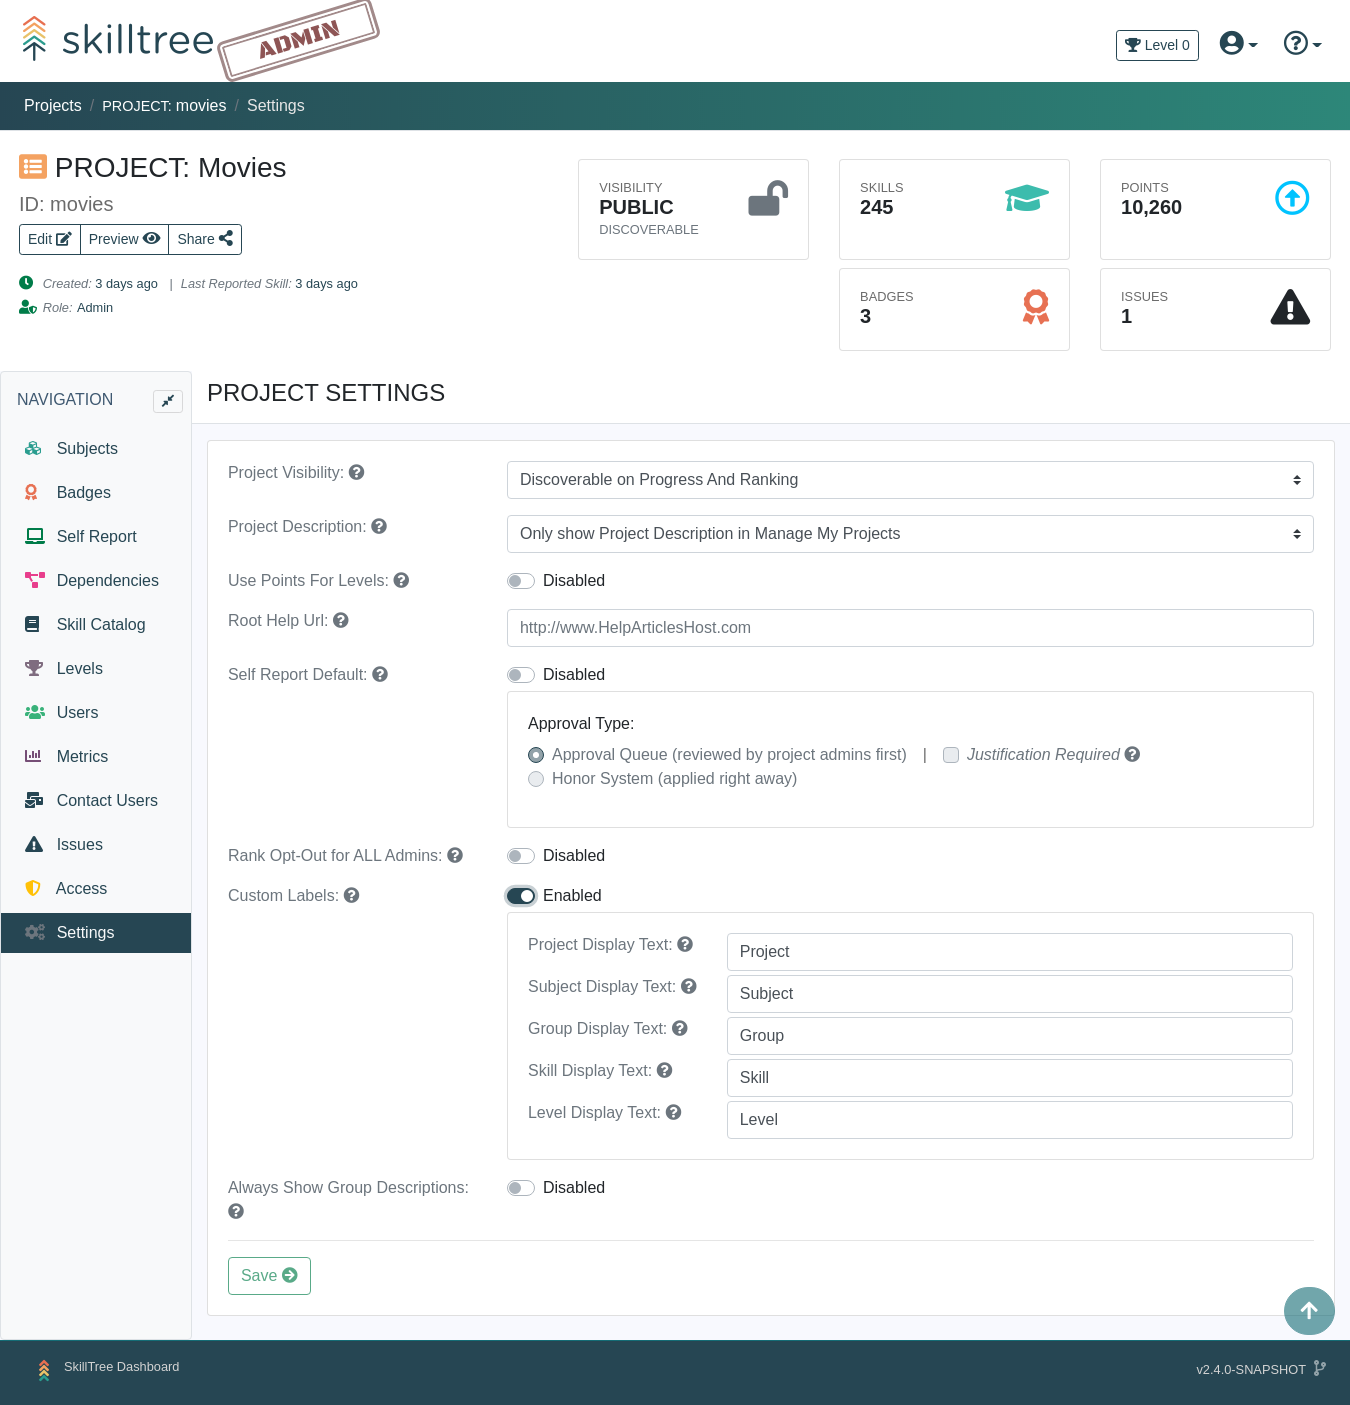 skilltree
ADMIN
Level 0
Projects / PROJECT: movies / Settings
PROJECT: Movies
ID: movies
Edit Preview Share
Created: 3 days ago | Last Reported Skill: 3 days ago
Role: Admin
VISIBILITY
PUBLIC
DISCOVERABLE
SKILLS
245
POINTS
10,260
BADGES
3
ISSUES
1
NAVIGATION
Subjects
Badges
Self Report
Dependencies
Skill Catalog
Levels
Users
Metrics
Contact Users
Issues
Access
Settings
PROJECT SETTINGS
Project Visibility:
Discoverable on Progress And Ranking
Project Description:
Only show Project Description in Manage My Projects
Use Points For Levels:
Disabled
Root Help Url:
http://www.HelpArticlesHost.com
Self Report Default:
Disabled
Approval Type:
Approval Queue (reviewed by project admins first) | Justification Required
Honor System (applied right away)
Rank Opt-Out for ALL Admins:
Disabled
Custom Labels:
Enabled
Project Display Text:
Project
Subject Display Text:
Subject
Group Display Text:
Group
Skill Display Text:
Skill
Level Display Text:
Level
Always Show Group Descriptions:
Disabled
Save
SkillTree Dashboard
v2.4.0-SNAPSHOT